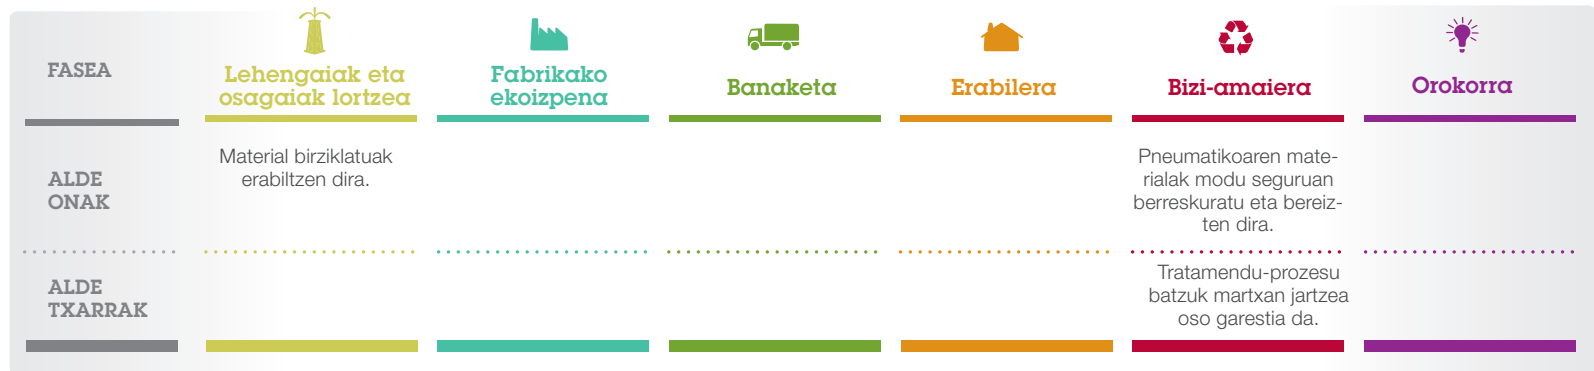 FASEA
Lehengaiak eta
osagaiak lortzea
Fabrikako
ekoizpena
Banaketa
Erabilera
Bizi-amaiera
Orokorra
ALDE
ONAK
Material birziklatuak
erabiltzen dira.
Pneumatikoaren mate-
rialak modu seguruan
berreskuratu eta bereiz-
ten dira.
ALDE
TXARRAK
Tratamendu-prozesu
batzuk martxan jartzea
oso garestia da.